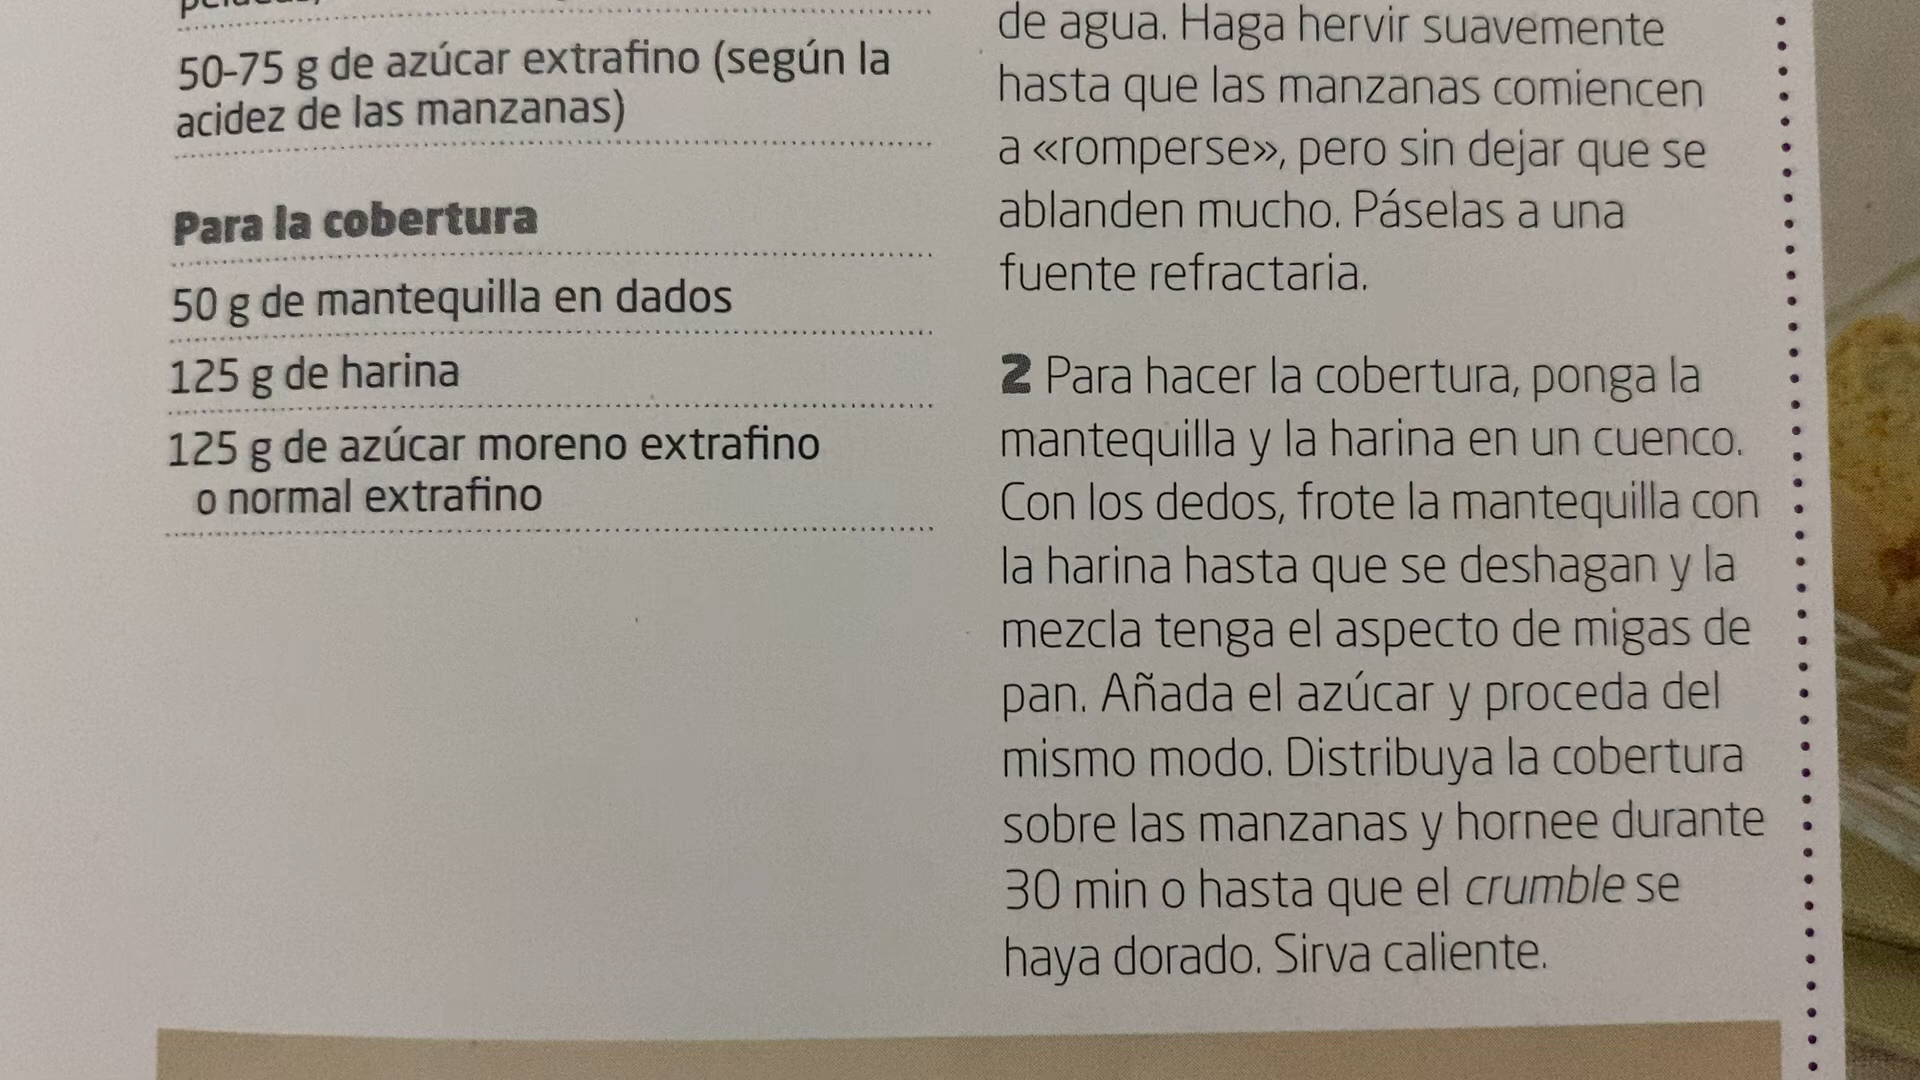 50-75 g de azúcar extrafino (según la
acidez de las manzanas)
Para la cobertura
50 g de mantequilla en dados
125 g de harina
125 g de azúcar moreno extrafino
o normal extrafino
de agua. Haga hervir suavemente
hasta que las manzanas comiencen
a «romperse», pero sin dejar que se
ablanden mucho. Páselas a una
fuente refractaria.
2 Para hacer la cobertura, ponga la
mantequilla y la harina en un cuenco.
Con los dedos, frote la mantequilla con
la harina hasta que se deshagan y la
mezcla tenga el aspecto de migas de
pan. Añada el azúcar y proceda del
mismo modo. Distribuya la cobertura
sobre las manzanas y hornee durante
30 min o hasta que el crumble se
haya dorado. Sirva caliente.